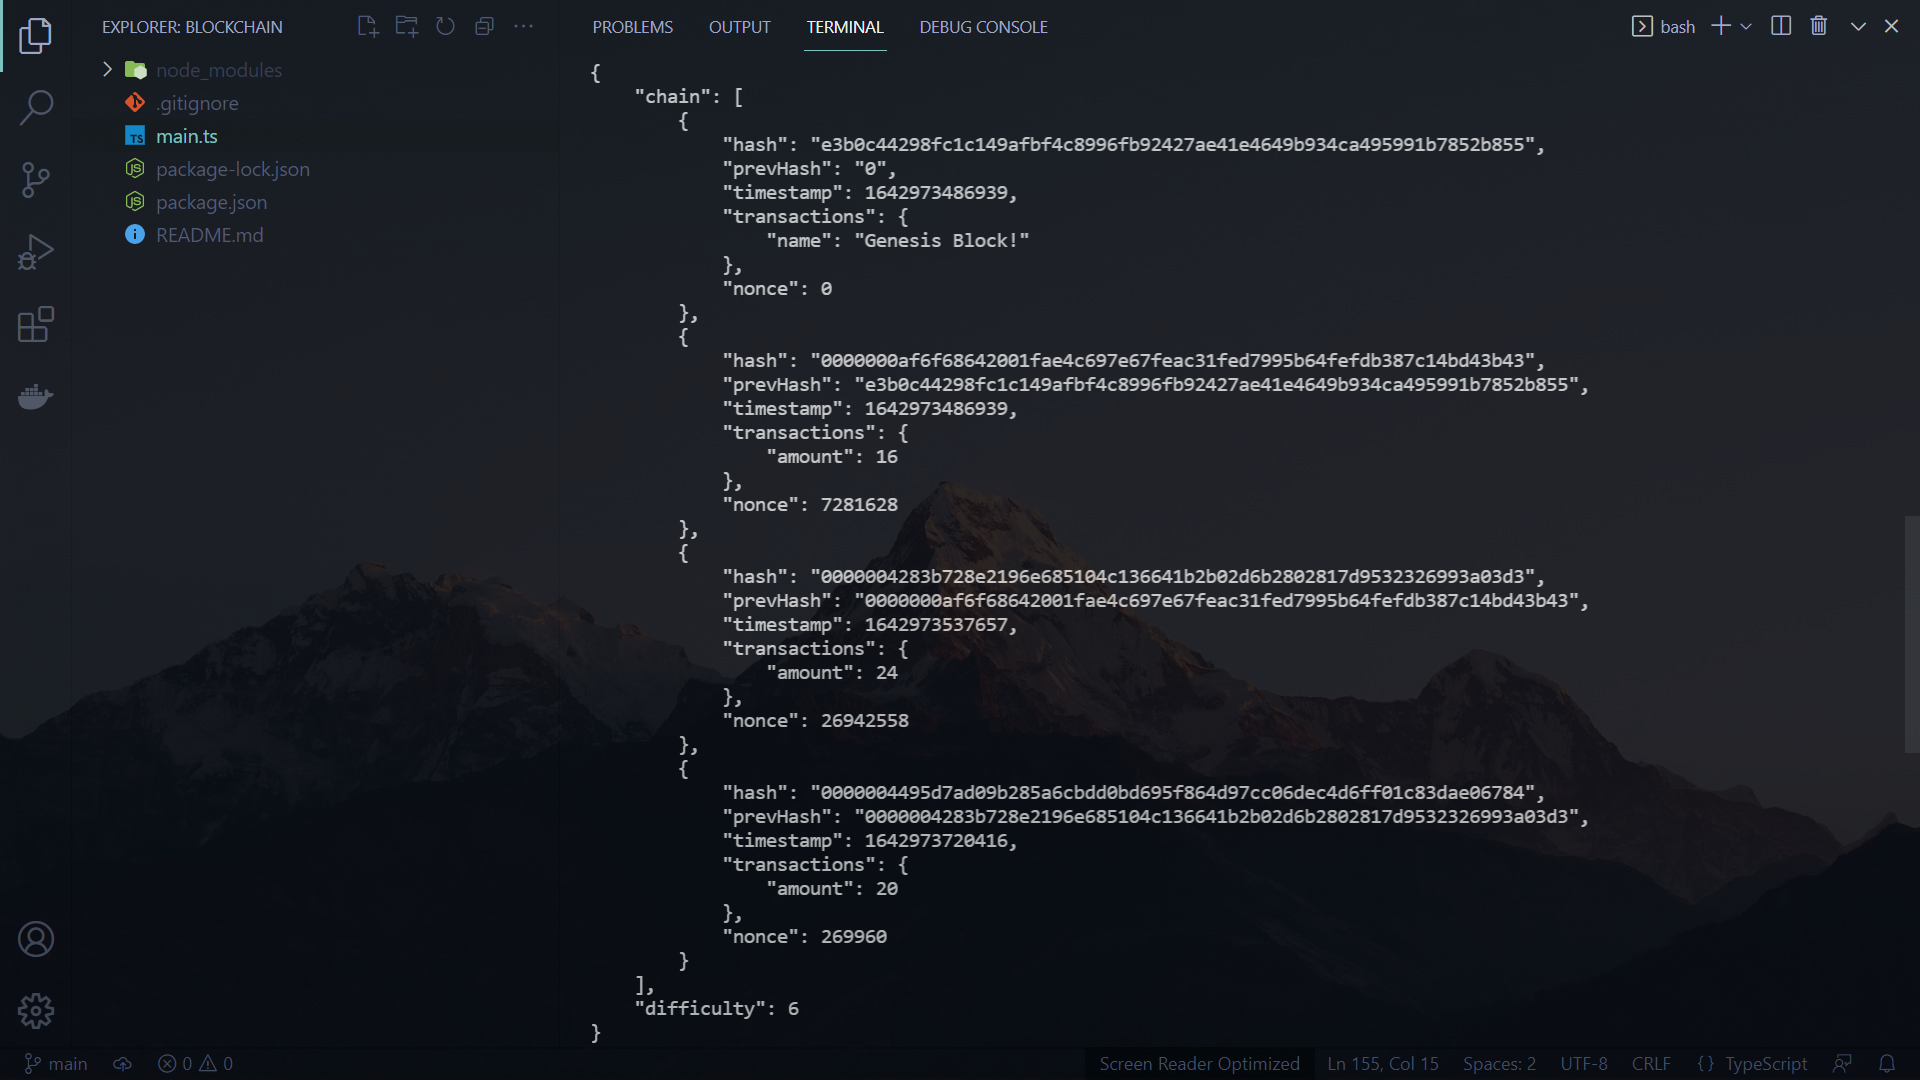 EXPLORER: BLOCKCHAIN
node_modules
.gitignore
TS main.ts
JS package-lock.json
JS package.json
README.md
PROBLEMS OUTPUT TERMINAL DEBUG CONSOLE
bash
{
"chain": [
{
"hash": "e3b0c44298fc1c149afbf4c8996fb92427ae41e4649b934ca495991b7852b855",
"prevHash": "0",
"timestamp": 1642973486939,
"transactions": {
"name": "Genesis Block!"
},
"nonce": 0
},
{
"hash": "0000000af6f68642001fae4c697e67feac31fed7995b64fefdb387c14bd43b43",
"prevHash": "e3b0c44298fc1c149afbf4c8996fb92427ae41e4649b934ca495991b7852b855",
"timestamp": 1642973486939,
"transactions": {
"amount": 16
},
"nonce": 7281628
},
{
"hash": "0000004283b728e2196e685104c136641b2b02d6b2802817d9532326993a03d3",
"prevHash": "0000000af6f68642001fae4c697e67feac31fed7995b64fefdb387c14bd43b43",
"timestamp": 1642973537657,
"transactions": {
"amount": 24
},
"nonce": 26942558
},
{
"hash": "0000004495d7ad09b285a6cbdd0bd695f864d97cc06dec4d6ff01c83dae06784",
"prevHash": "0000004283b728e2196e685104c136641b2b02d6b2802817d9532326993a03d3",
"timestamp": 1642973720416,
"transactions": {
"amount": 20
},
"nonce": 269960
}
],
"difficulty": 6
}
main 0 0 Screen Reader Optimized Ln 155, Col 15 Spaces: 2 UTF-8 CRLF {} TypeScript